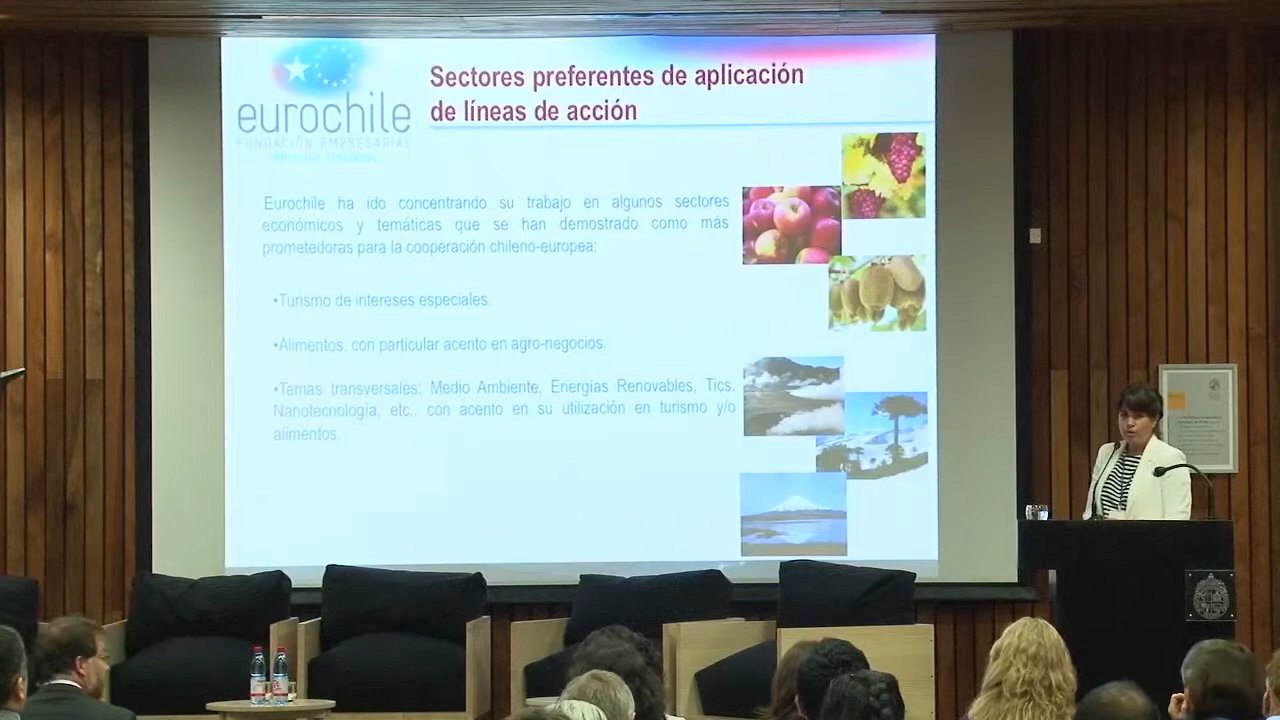 eurochile
FUNDACIÓN EMPRESARIAL
Sectores preferentes de aplicación
de líneas de acción
Eurochile ha ido concentrando su trabajo en algunos sectores
económicos y temáticas que se han demostrado como más
prometedoras para la cooperación chileno-europea:
•Turismo de intereses especiales.
•Alimentos, con particular acento en agro-negocios.
•Temas transversales: Medio Ambiente, Energías Renovables, Tics,
Nanotecnología, etc., con acento en su utilización en turismo y/o
alimentos.